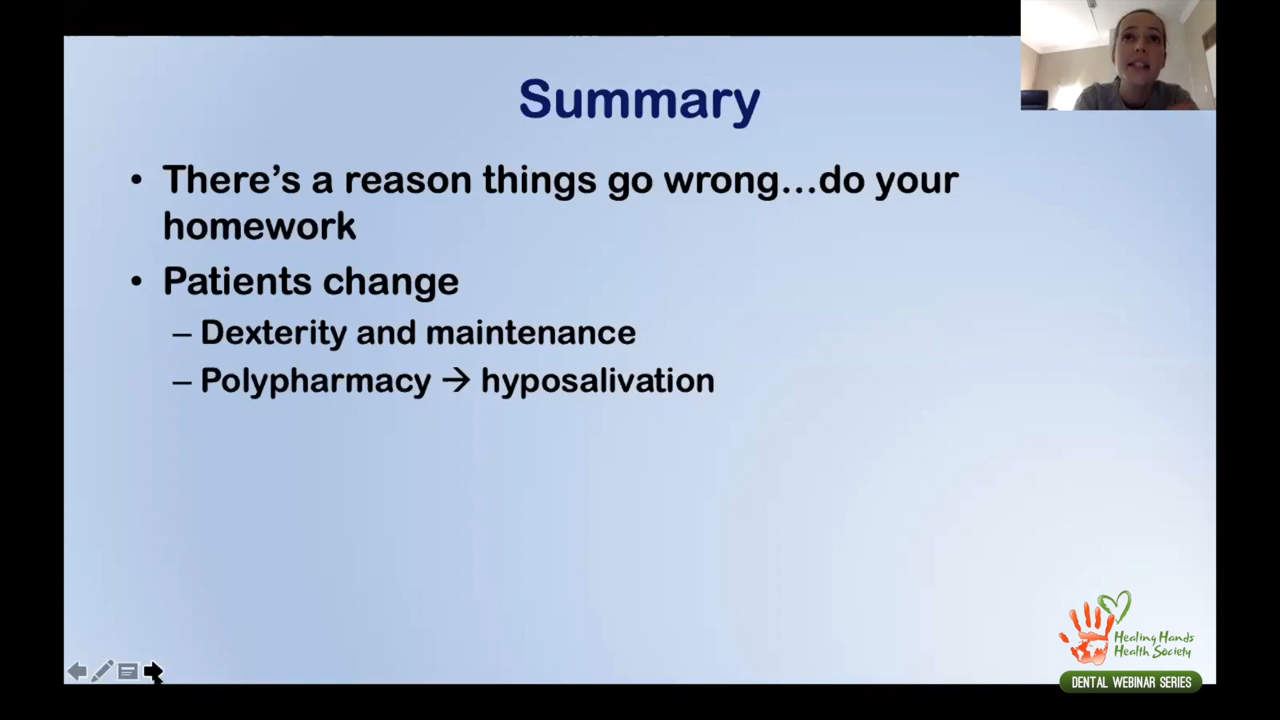 Summary
• There's a reason things go wrong...do your
homework
• Patients change
– Dexterity and maintenance
– Polypharmacy → hyposalivation
Healing Hands
Health Society
DENTAL WEBINAR SERIES